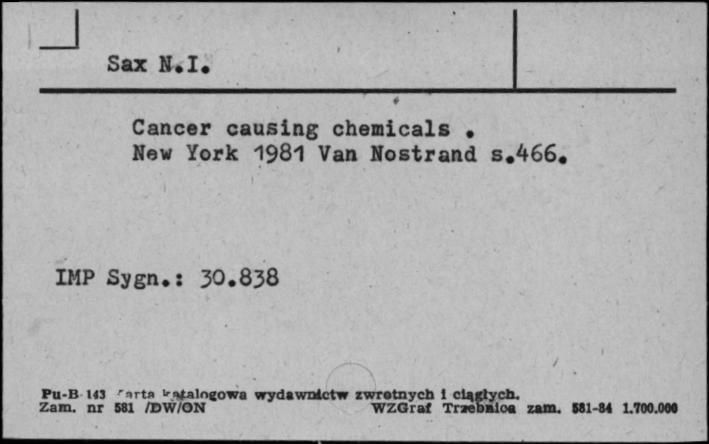 Sax N.I.
Cancer causing chemicals .
New York 1981 Van Nostrand s.466.
IMP Sygn.: 30.838
Pu-B 143 Karta katalogowa wydawnictw zwrotnych i ciągłych.
Zam. nr 581 /DW/ON WZGraf Trzebnica zam. 581-84 1.700.000